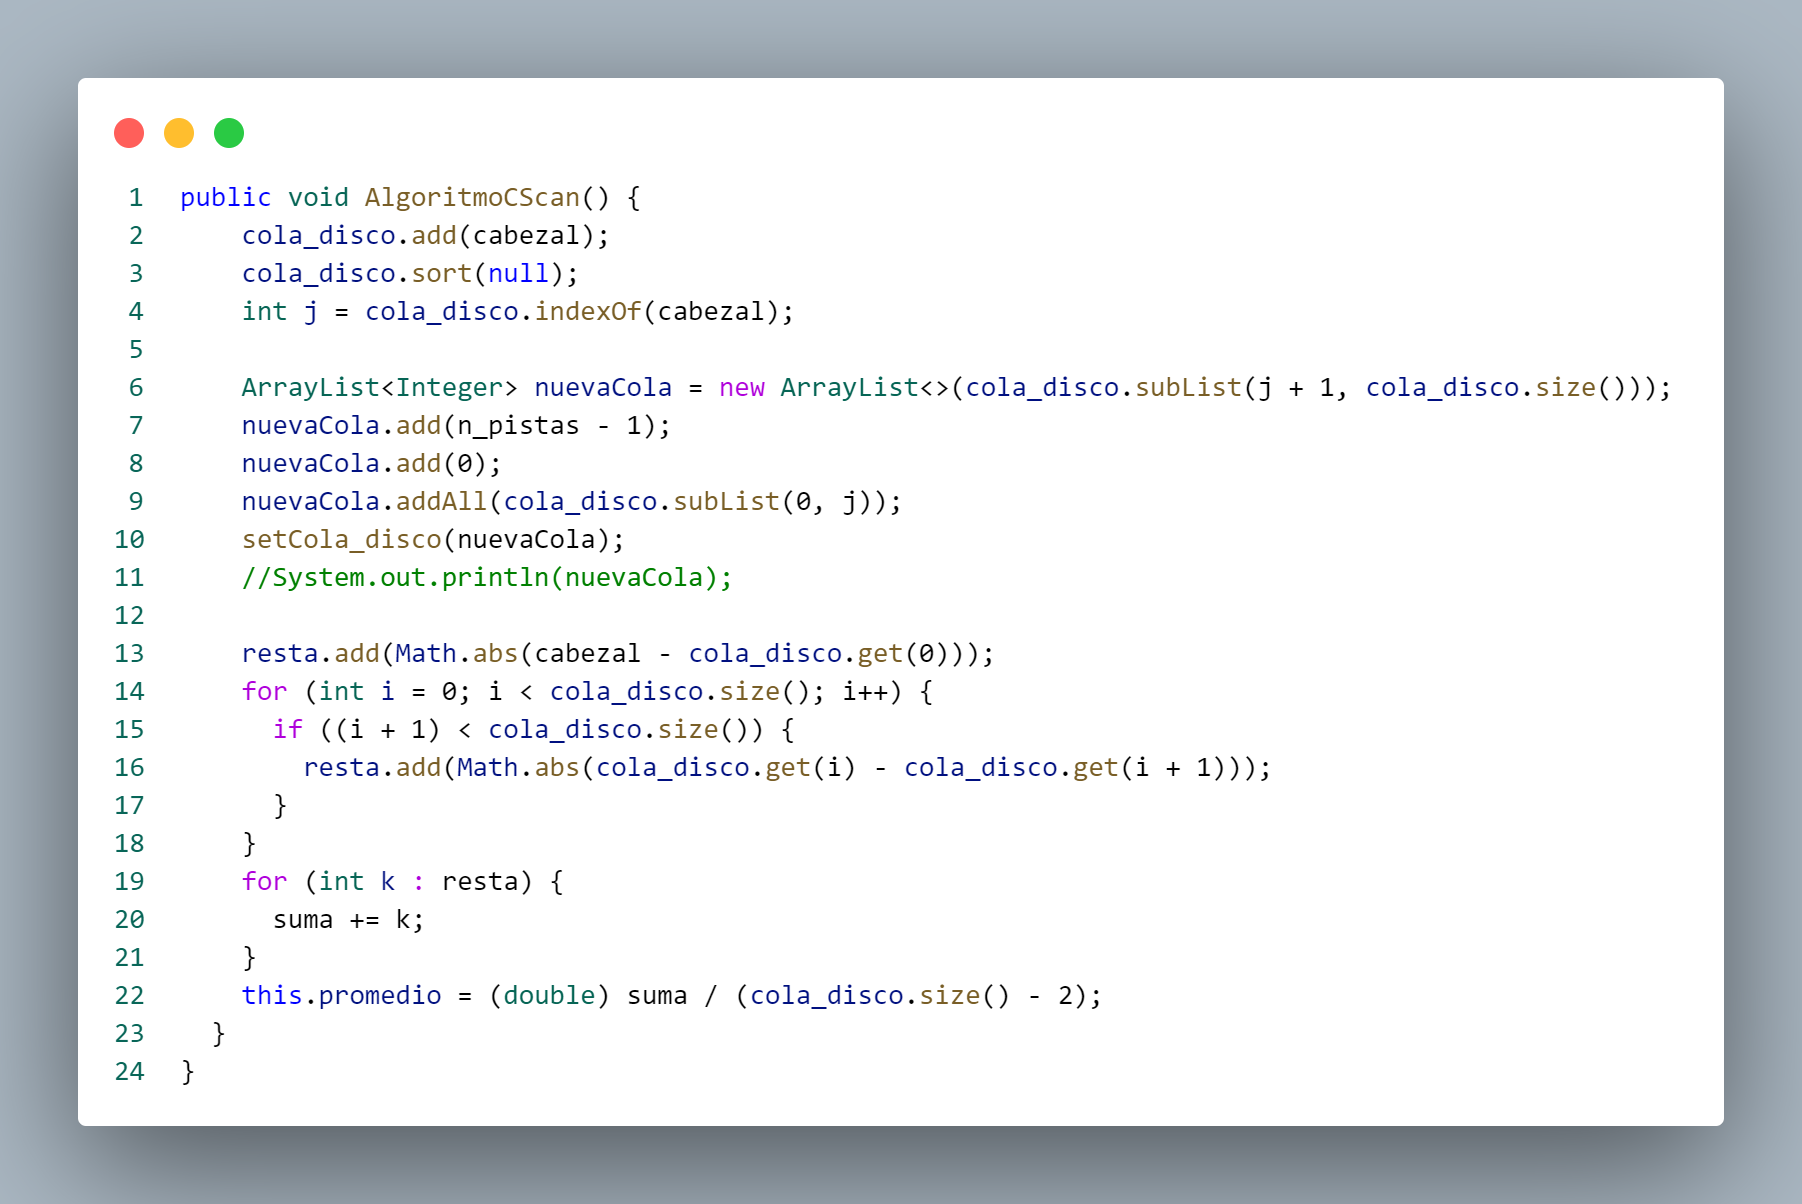 1 public void AlgoritmoCScan() {
2     cola_disco.add(cabezal);
3     cola_disco.sort(null);
4     int j = cola_disco.indexOf(cabezal);
5
6     ArrayList<Integer> nuevaCola = new ArrayList<>(cola_disco.subList(j + 1, cola_disco.size()));
7     nuevaCola.add(n_pistas - 1);
8     nuevaCola.add(0);
9     nuevaCola.addAll(cola_disco.subList(0, j));
10     setCola_disco(nuevaCola);
11     //System.out.println(nuevaCola);
12
13     resta.add(Math.abs(cabezal - cola_disco.get(0)));
14     for (int i = 0; i < cola_disco.size(); i++) {
15       if ((i + 1) < cola_disco.size()) {
16         resta.add(Math.abs(cola_disco.get(i) - cola_disco.get(i + 1)));
17       }
18     }
19     for (int k : resta) {
20       suma += k;
21     }
22     this.promedio = (double) suma / (cola_disco.size() - 2);
23   }
24 }